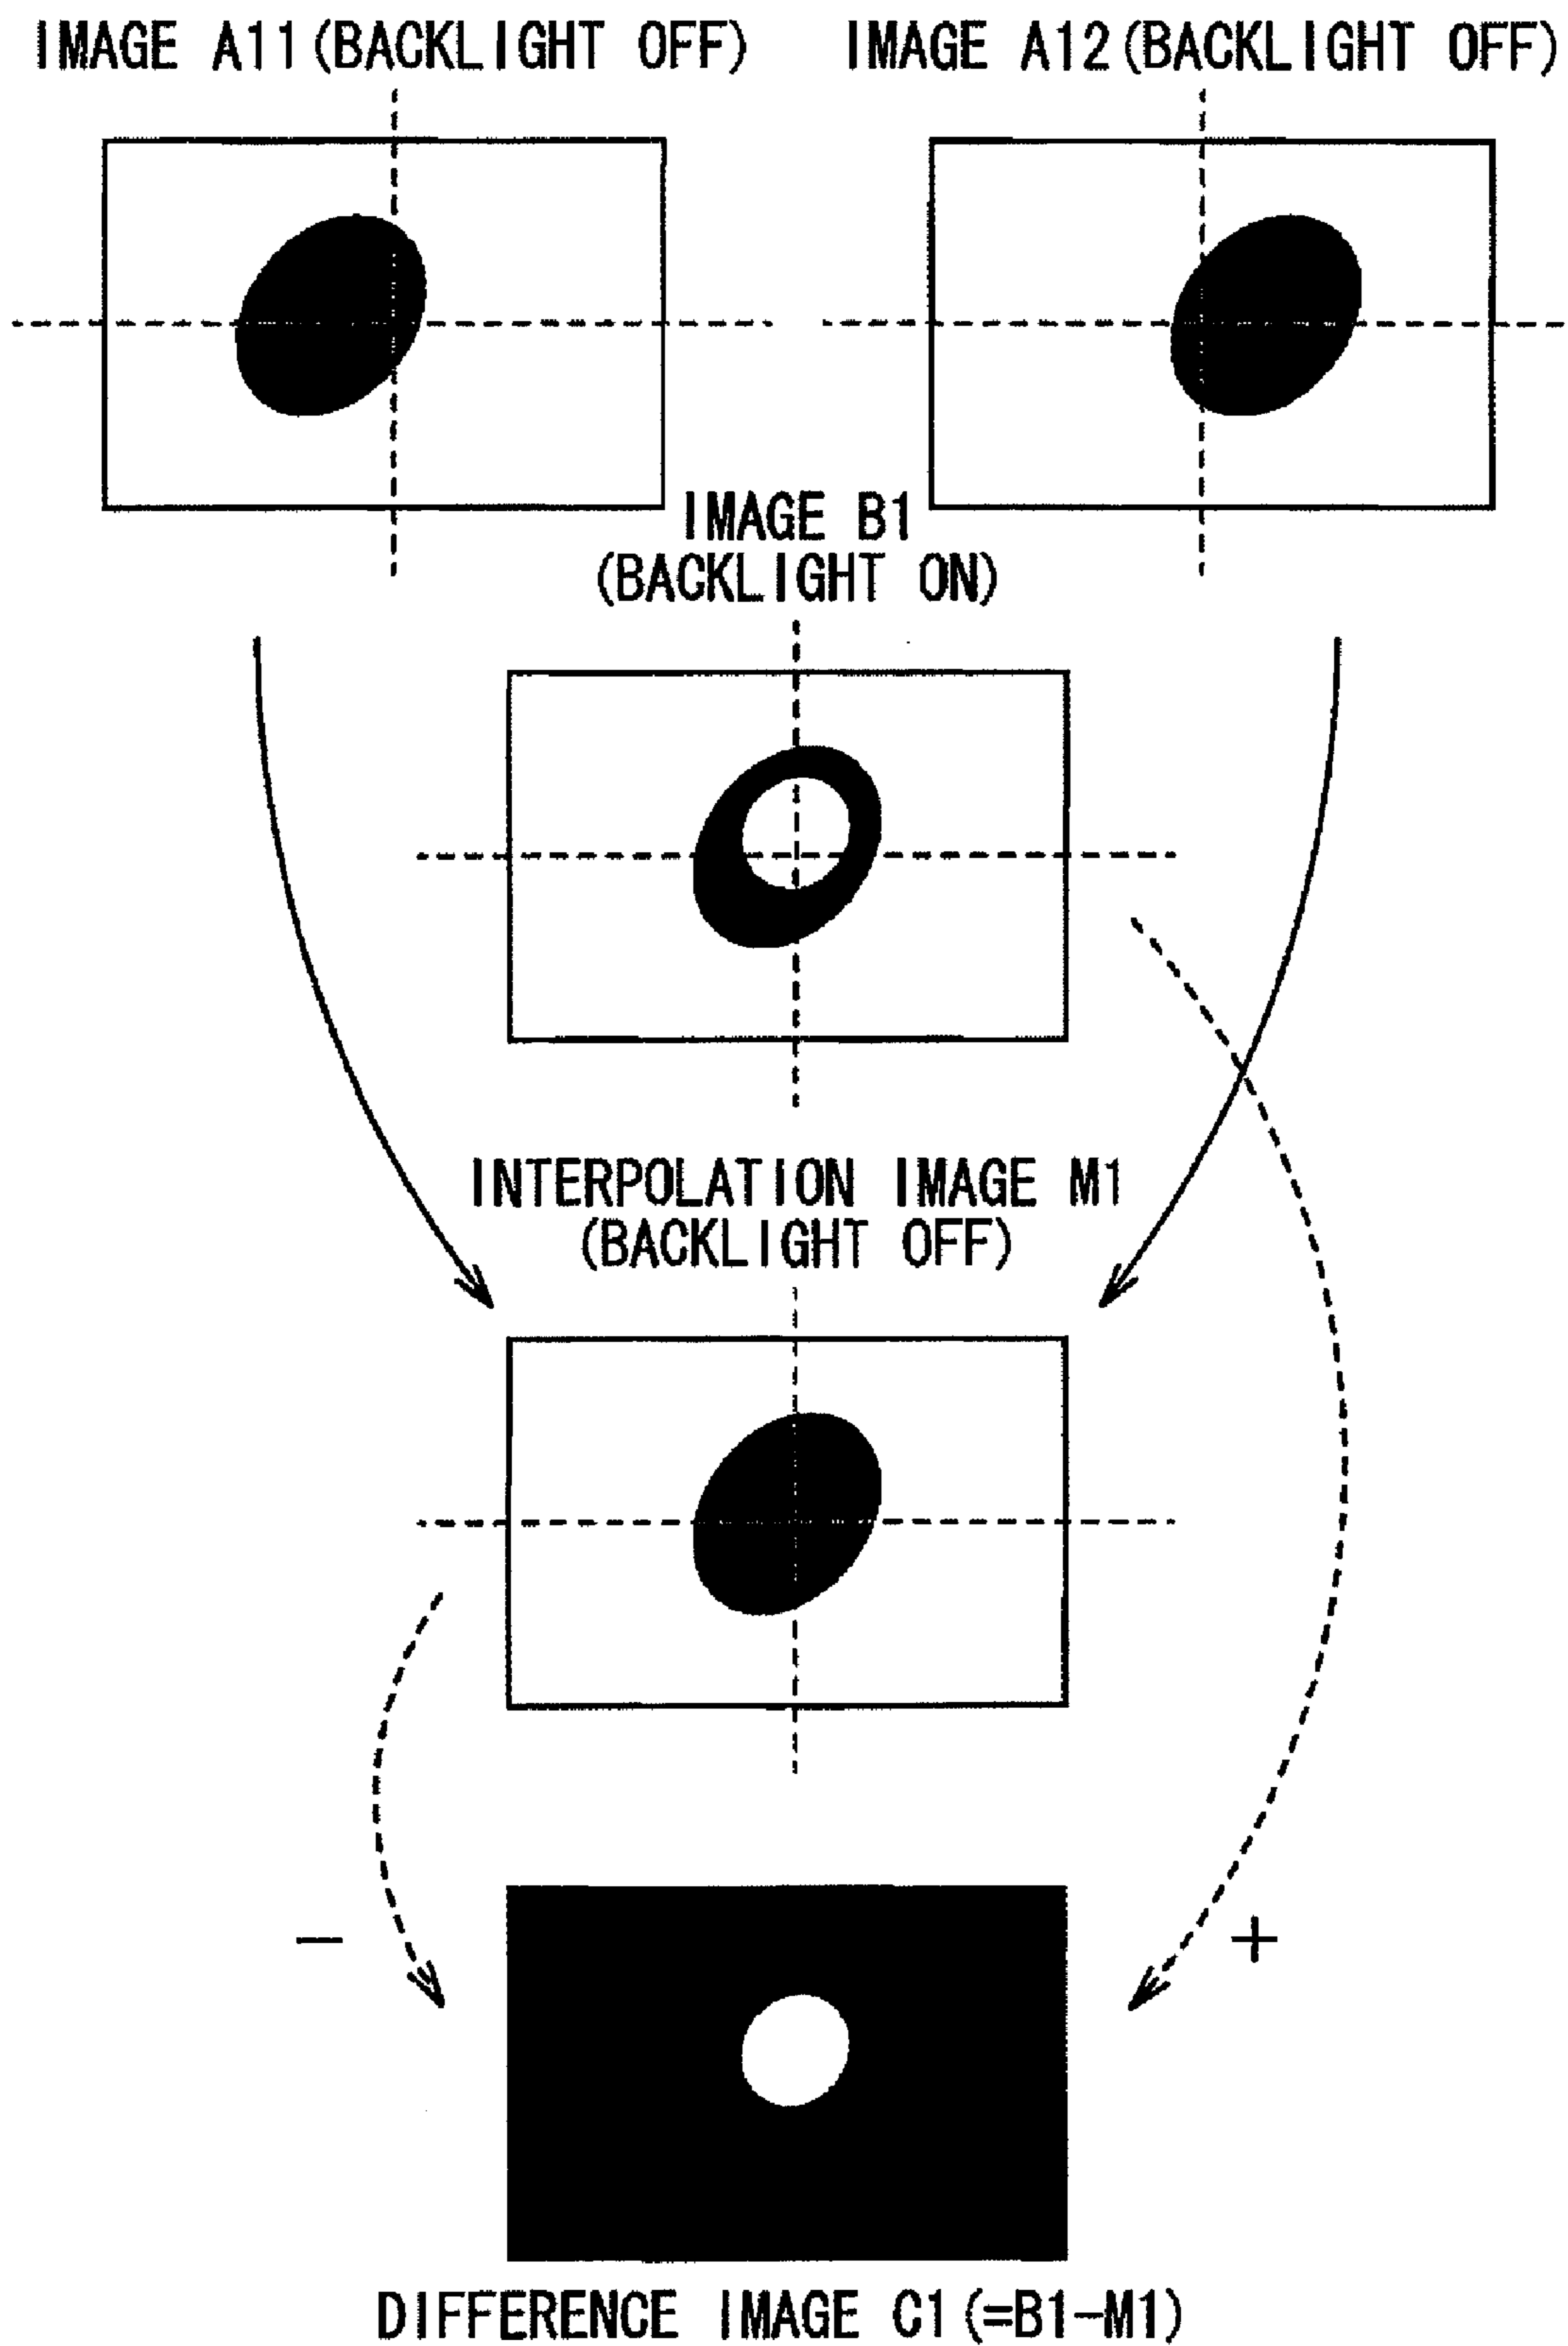 IMAGE A11(BACKLIGHT OFF)
IMAGE A12(BACKLIGHT OFF)
IMAGE B1
(BACKLIGHT ON)
INTERPOLATION IMAGE M1
(BACKLIGHT OFF)
−
+
DIFFERENCE IMAGE C1(=B1−M1)